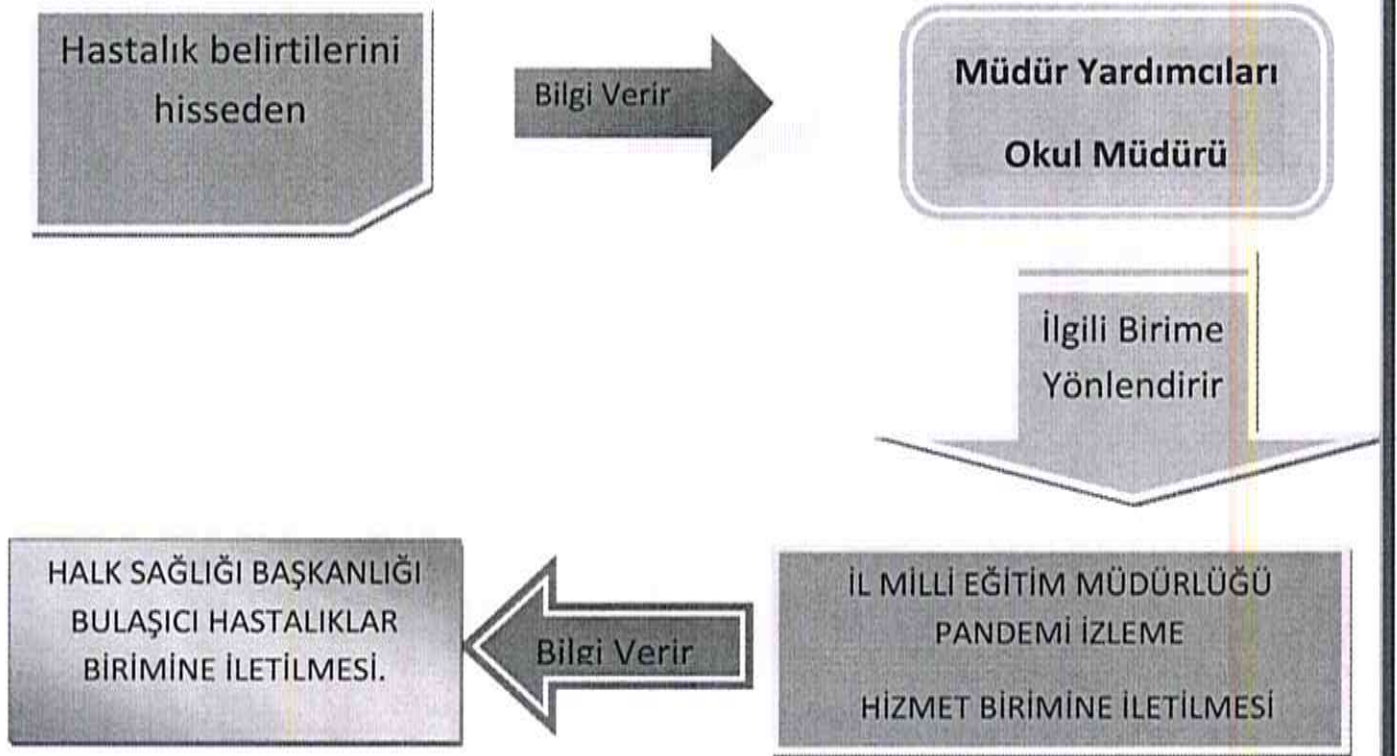 Hastalık belirtilerini
hisseden
Bilgi Verir
Müdür Yardımcıları
Okul Müdürü
İlgili Birime
Yönlendirir
İL MİLLİ EĞİTİM MÜDÜRLÜĞÜ
PANDEMİ İZLEME
HİZMET BİRİMİNE İLETİLMESİ
Bilgi Verir
HALK SAĞLIĞI BAŞKANLIĞI
BULAŞICI HASTALIKLAR
BİRİMİNE İLETİLMESİ.